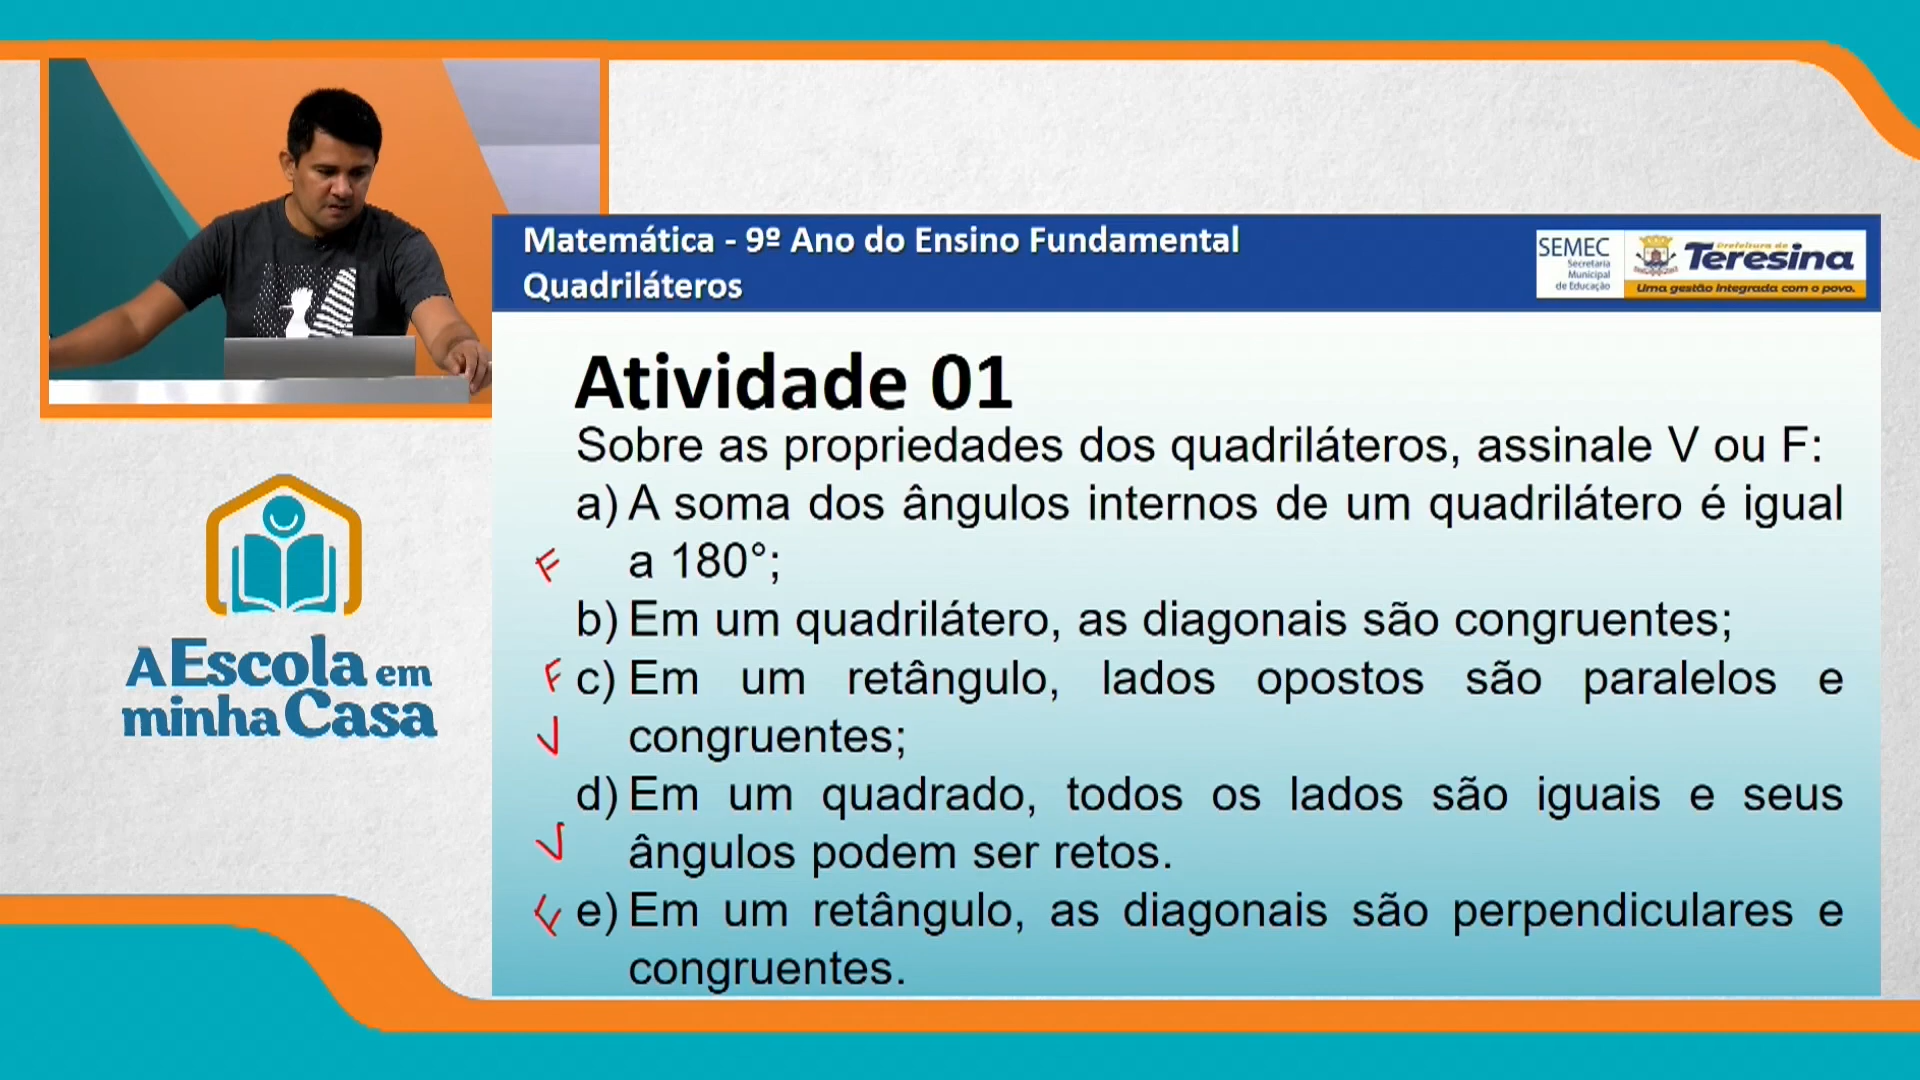 Matemática - 9º Ano do Ensino Fundamental
Quadriláteros
SEMEC
Secretaria
Municipal
de Educação
Prefeitura de
Teresina
Uma gestão integrada com o povo.
Atividade 01
Sobre as propriedades dos quadriláteros, assinale V ou F:
a) A soma dos ângulos internos de um quadrilátero é igual
F a 180°;
b) Em um quadrilátero, as diagonais são congruentes;
F c) Em um retângulo, lados opostos são paralelos e
V congruentes;
d) Em um quadrado, todos os lados são iguais e seus
V ângulos podem ser retos.
F e) Em um retângulo, as diagonais são perpendiculares e
congruentes.
A Escola em
minha Casa